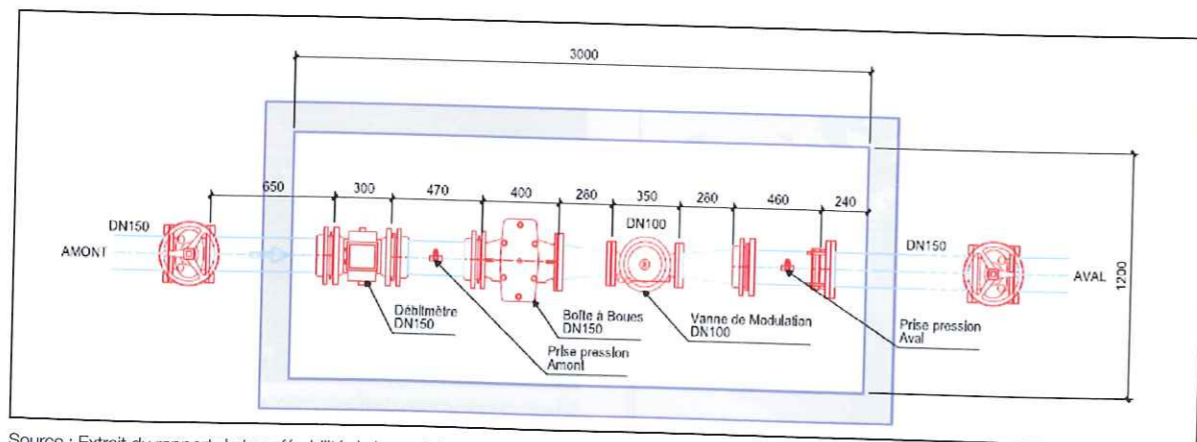 3000
650
300
470
400
260
350
260
460
240
DN150
DN100
DN150
AMONT
AVAL
1200
Débitmètre
DN150
Prise pression
Amont
Boîte à Boues
DN150
Vanne de Modulation
DN100
Prise pression
Aval
Source : Extrait du rapport